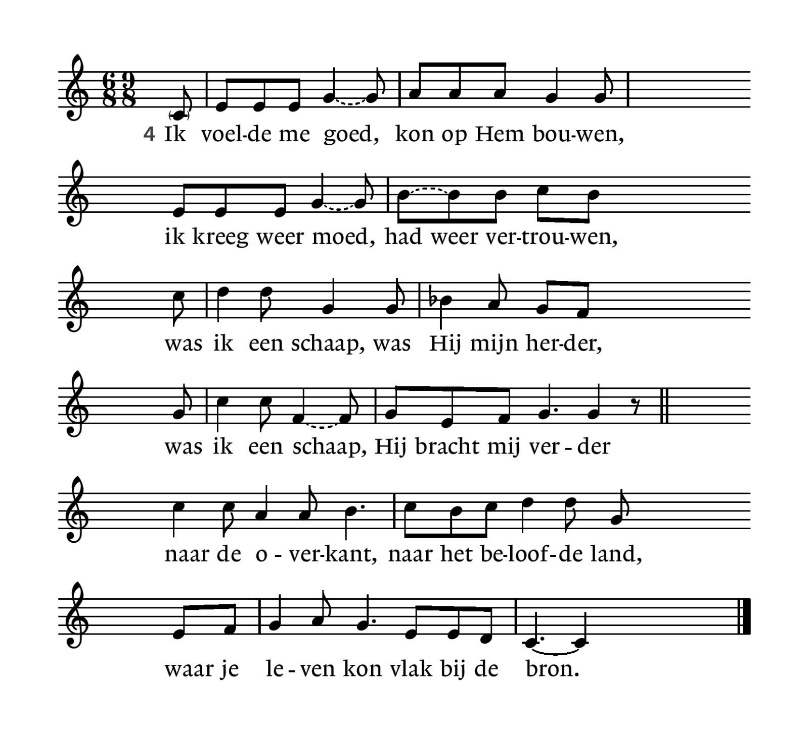 6 9
8 8
4 Ik voel-de me goed, kon op Hem bou-wen,
ik kreeg weer moed, had weer ver-trou-wen,
was ik een schaap, was Hij mijn her-der,
was ik een schaap, Hij bracht mij ver - der
naar de o - ver-kant, naar het be-loof-de land,
waar je le - ven kon vlak bij de bron.